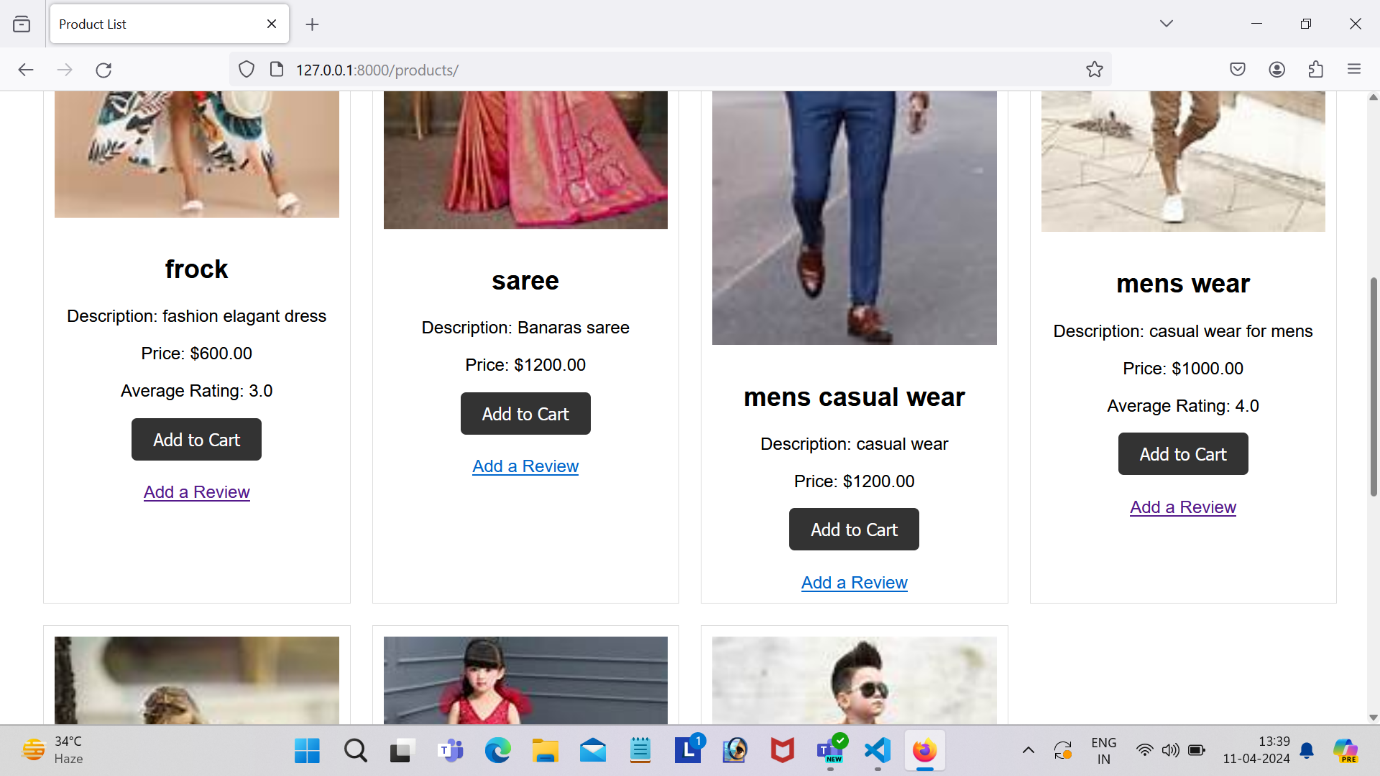 Product List
127.0.0.1:8000/products/
frock
Description: fashion elagant dress
Price: $600.00
Average Rating: 3.0
Add to Cart
Add a Review
saree
Description: Banaras saree
Price: $1200.00
Add to Cart
Add a Review
mens casual wear
Description: casual wear
Price: $1200.00
Add to Cart
Add a Review
mens wear
Description: casual wear for mens
Price: $1000.00
Average Rating: 4.0
Add to Cart
Add a Review
34°C
Haze
L
1
NEW
ENG
IN
13:39
11-04-2024
PRE